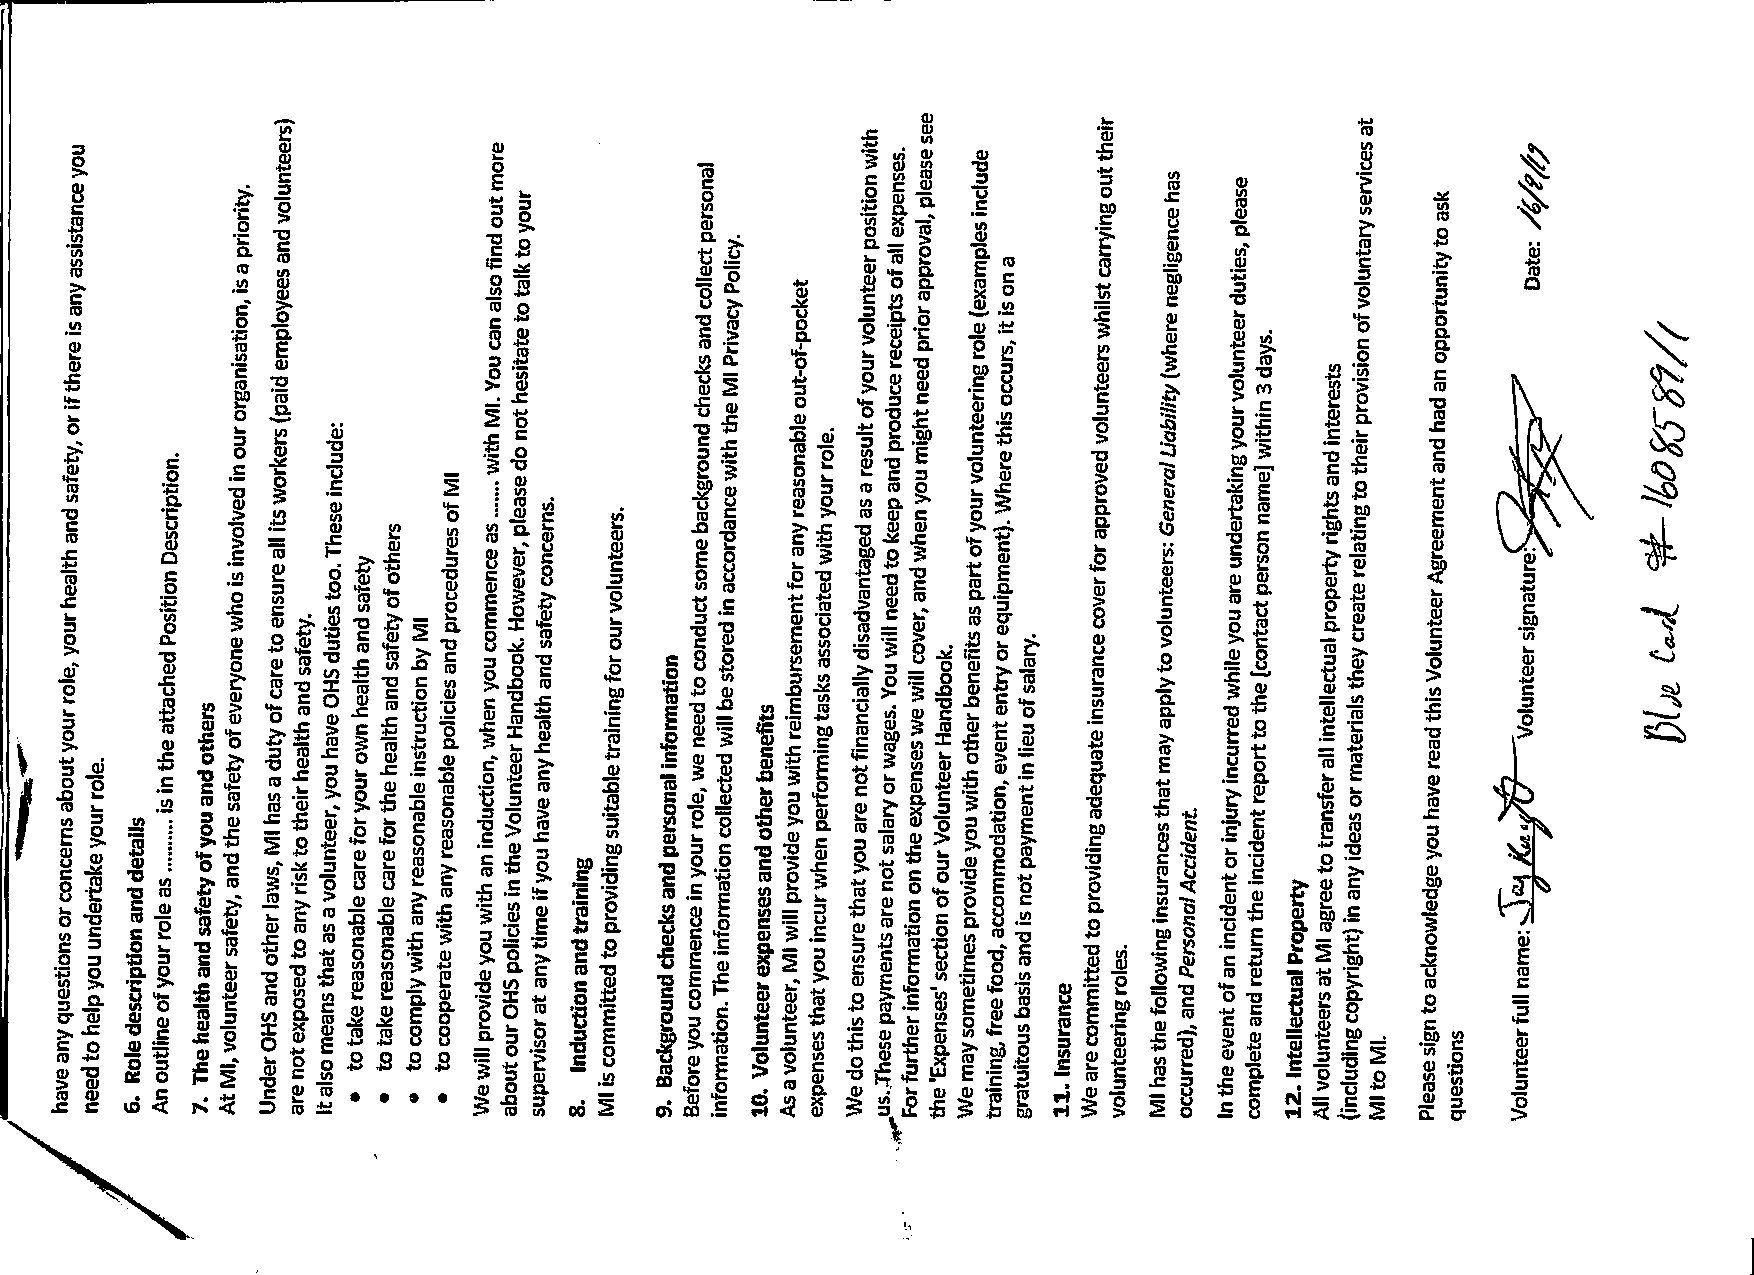 have any questions or concerns about your role, your health and safety, or if there is any assistance you
need to help you undertake your role.
6. Role description and details
An outline of your role as .......... is in the attached Position Description.
7. The health and safety of you and others
At MI, volunteer safety, and the safety of everyone who is involved in our organisation, is a priority.
Under OHS and other laws, MI has a duty of care to ensure all its workers (paid employees and volunteers)
are not exposed to any risk to their health and safety.
It also means that as a volunteer, you have OHS duties too. These include:
• to take reasonable care for your own health and safety
• to take reasonable care for the health and safety of others
• to comply with any reasonable instruction by MI
• to cooperate with any reasonable policies and procedures of MI
We will provide you with an induction, when you commence as ....... with MI. You can also find out more
about our OHS policies in the Volunteer Handbook. However, please do not hesitate to talk to your
supervisor at any time if you have any health and safety concerns.
8. Induction and training
MI is committed to providing suitable training for our volunteers.
9. Background checks and personal information
Before you commence in your role, we need to conduct some background checks and collect personal
information. The information collected will be stored in accordance with the MI Privacy Policy.
10. Volunteer expenses and other benefits
As a volunteer, MI will provide you with reimbursement for any reasonable out-of-pocket
expenses that you incur when performing tasks associated with your role.
We do this to ensure that you are not financially disadvantaged as a result of your volunteer position with
us. These payments are not salary or wages. You will need to keep and produce receipts of all expenses.
For further information on the expenses we will cover, and when you might need prior approval, please see
the 'Expenses' section of our Volunteer Handbook.
We may sometimes provide you with other benefits as part of your volunteering role (examples include
training, free food, accommodation, event entry or equipment). Where this occurs, it is on a
gratuitous basis and is not payment in lieu of salary.
11. Insurance
We are committed to providing adequate insurance cover for approved volunteers whilst carrying out their
volunteering roles.
MI has the following insurances that may apply to volunteers: General Liability (where negligence has
occurred), and Personal Accident.
In the event of an incident or injury incurred while you are undertaking your volunteer duties, please
complete and return the incident report to the [contact person name] within 3 days.
12. Intellectual Property
All volunteers at MI agree to transfer all intellectual property rights and interests
(including copyright) in any ideas or materials they create relating to their provision of voluntary services at
MI to MI.
Please sign to acknowledge you have read this Volunteer Agreement and had an opportunity to ask
questions
Volunteer full name: Jay Volunteer signature: Date:
Blue Card # 1608589/1